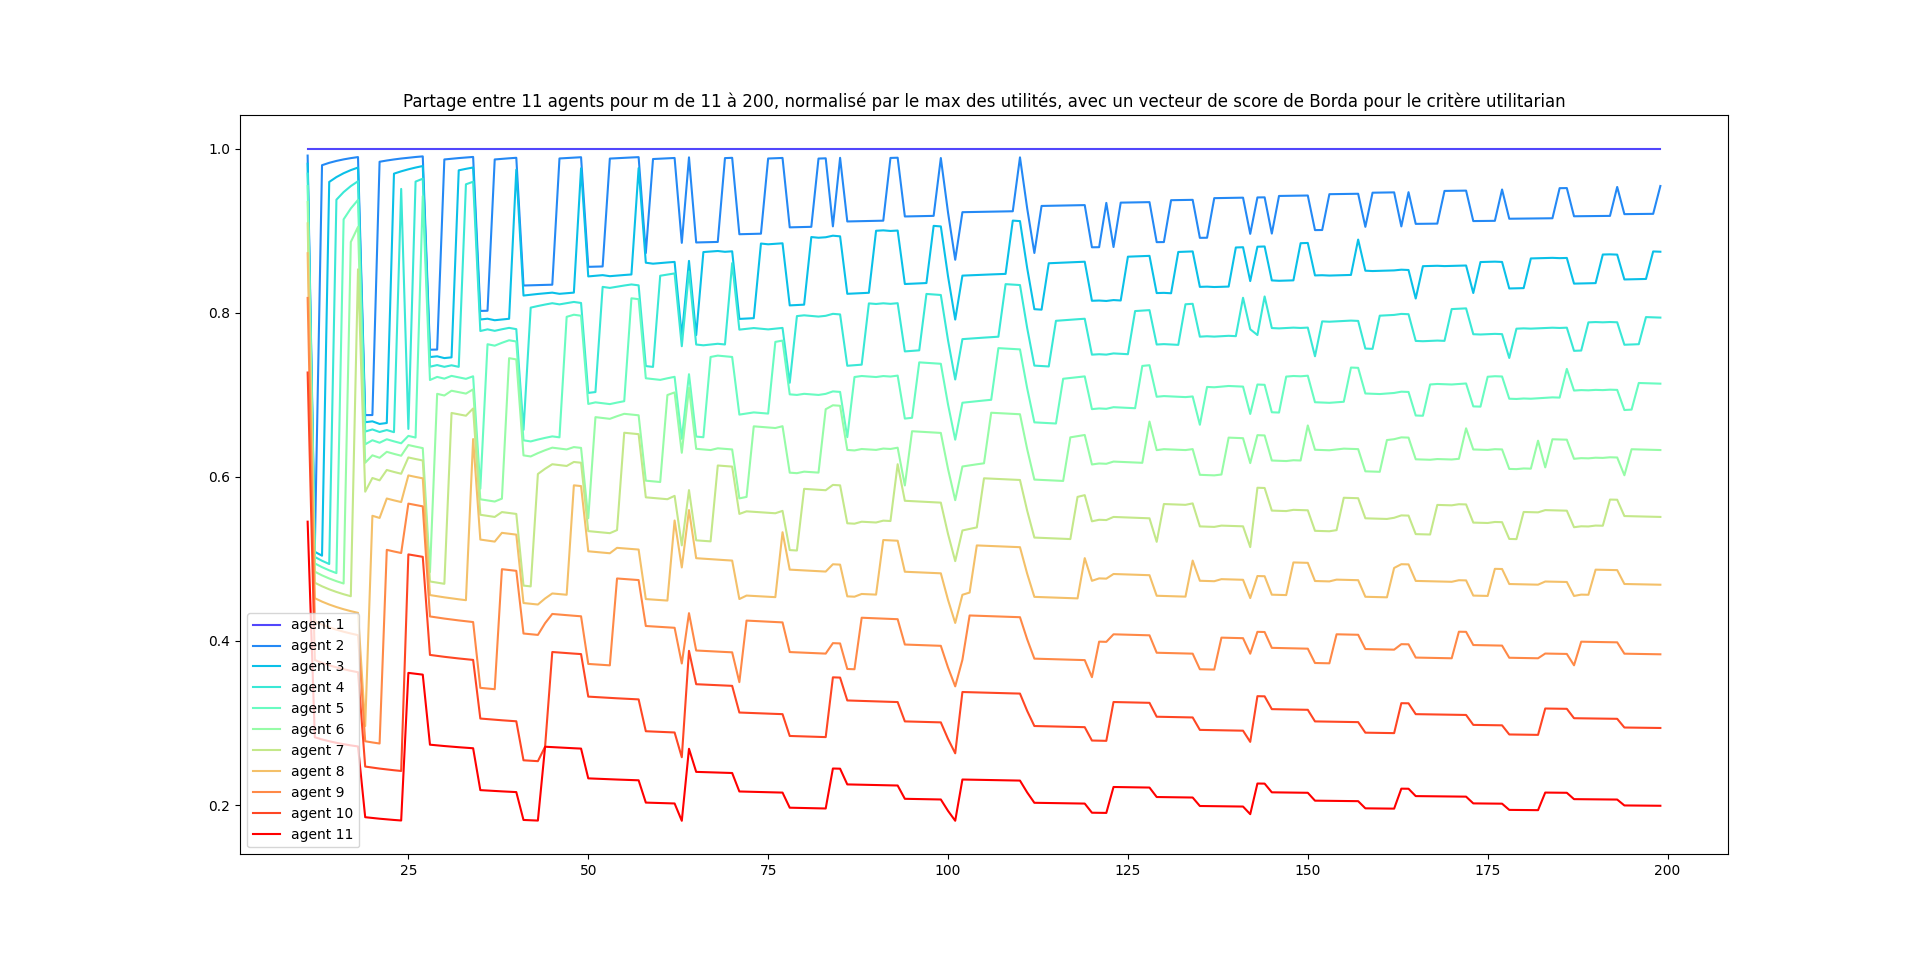 Partage entre 11 agents pour m de 11 à 200, normalisé par le max des utilités, avec un vecteur de score de Borda pour le critère utilitarian
1.0
0.8
0.6
0.4
0.2
agent 1
agent 2
agent 3
agent 4
agent 5
agent 6
agent 7
agent 8
agent 9
agent 10
agent 11
25 50 75 100 125 150 175 200